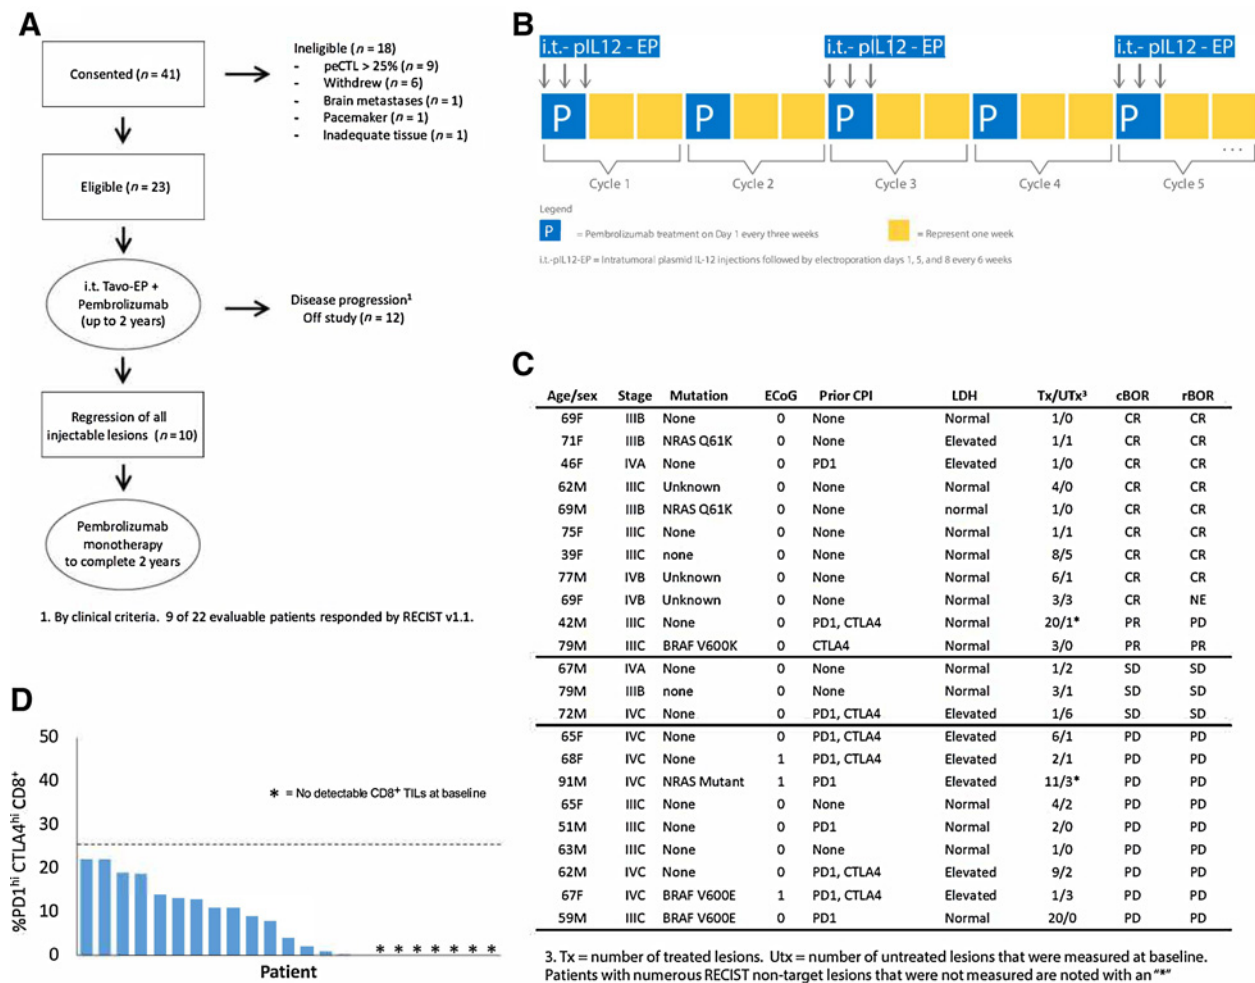 A
Consented (n = 41)
Ineligible (n = 18)
- peCTL > 25% (n = 9)
- Withdrew (n = 6)
- Brain metastases (n = 1)
- Pacemaker (n = 1)
- Inadequate tissue (n = 1)
Eligible (n = 23)
i.t. Tavo-EP +
Pembrolizumab
(up to 2 years)
Disease progression¹
Off study (n = 12)
Regression of all
injectable lesions (n = 10)
Pembrolizumab
monotherapy
to complete 2 years
1. By clinical criteria. 9 of 22 evaluable patients responded by RECIST v1.1.
B
i.t.- pIL12 - EP i.t.- pIL12 - EP i.t.- pIL12 - EP
P P P P P
...
Cycle 1 Cycle 2 Cycle 3 Cycle 4 Cycle 5
Legend
P = Pembrolizumab treatment on Day 1 every three weeks = Represent one week
i.t.-pIL12-EP = Intratumoral plasmid IL-12 injections followed by electroporation days 1, 5, and 8 every 6 weeks
C
Age/sex Stage Mutation ECoG Prior CPI LDH Tx/UTx³ cBOR rBOR
69F IIIB None 0 None Normal 1/0 CR CR
71F IIIB NRAS Q61K 0 None Elevated 1/1 CR CR
46F IVA None 0 PD1 Elevated 1/0 CR CR
62M IIIC Unknown 0 None Normal 4/0 CR CR
69M IIIB NRAS Q61K 0 None normal 1/0 CR CR
75F IIIC None 0 None Normal 1/1 CR CR
39F IIIC none 0 None Normal 8/5 CR CR
77M IVB Unknown 0 None Normal 6/1 CR CR
69F IVB Unknown 0 None Normal 3/3 CR NE
42M IIIC None 0 PD1, CTLA4 Normal 20/1* PR PD
79M IIIC BRAF V600K 0 CTLA4 Normal 3/0 PR PR
67M IVA None 0 None Normal 1/2 SD SD
79M IIIB none 0 None Normal 3/1 SD SD
72M IVC None 0 PD1, CTLA4 Elevated 1/6 SD SD
65F IVC None 0 PD1, CTLA4 Elevated 6/1 PD PD
68F IVC None 1 PD1, CTLA4 Elevated 2/1 PD PD
91M IVC NRAS Mutant 1 PD1 Elevated 11/3* PD PD
65F IIIC None 0 None Normal 4/2 PD PD
51M IIIC None 0 PD1 Normal 2/0 PD PD
63M IIIC None 0 None Normal 1/0 PD PD
62M IVC None 0 PD1, CTLA4 Elevated 9/2 PD PD
67F IVC BRAF V600E 1 PD1, CTLA4 Elevated 1/3 PD PD
59M IIIC BRAF V600E 0 PD1 Normal 20/0 PD PD
3. Tx = number of treated lesions. Utx = number of untreated lesions that were measured at baseline.
Patients with numerous RECIST non-target lesions that were not measured are noted with an "*"
D
%PD1ʰⁱ CTLA4ʰⁱ CD8⁺
50
40
30
20
10
0
* = No detectable CD8⁺ TILs at baseline
* * * * * * *
Patient